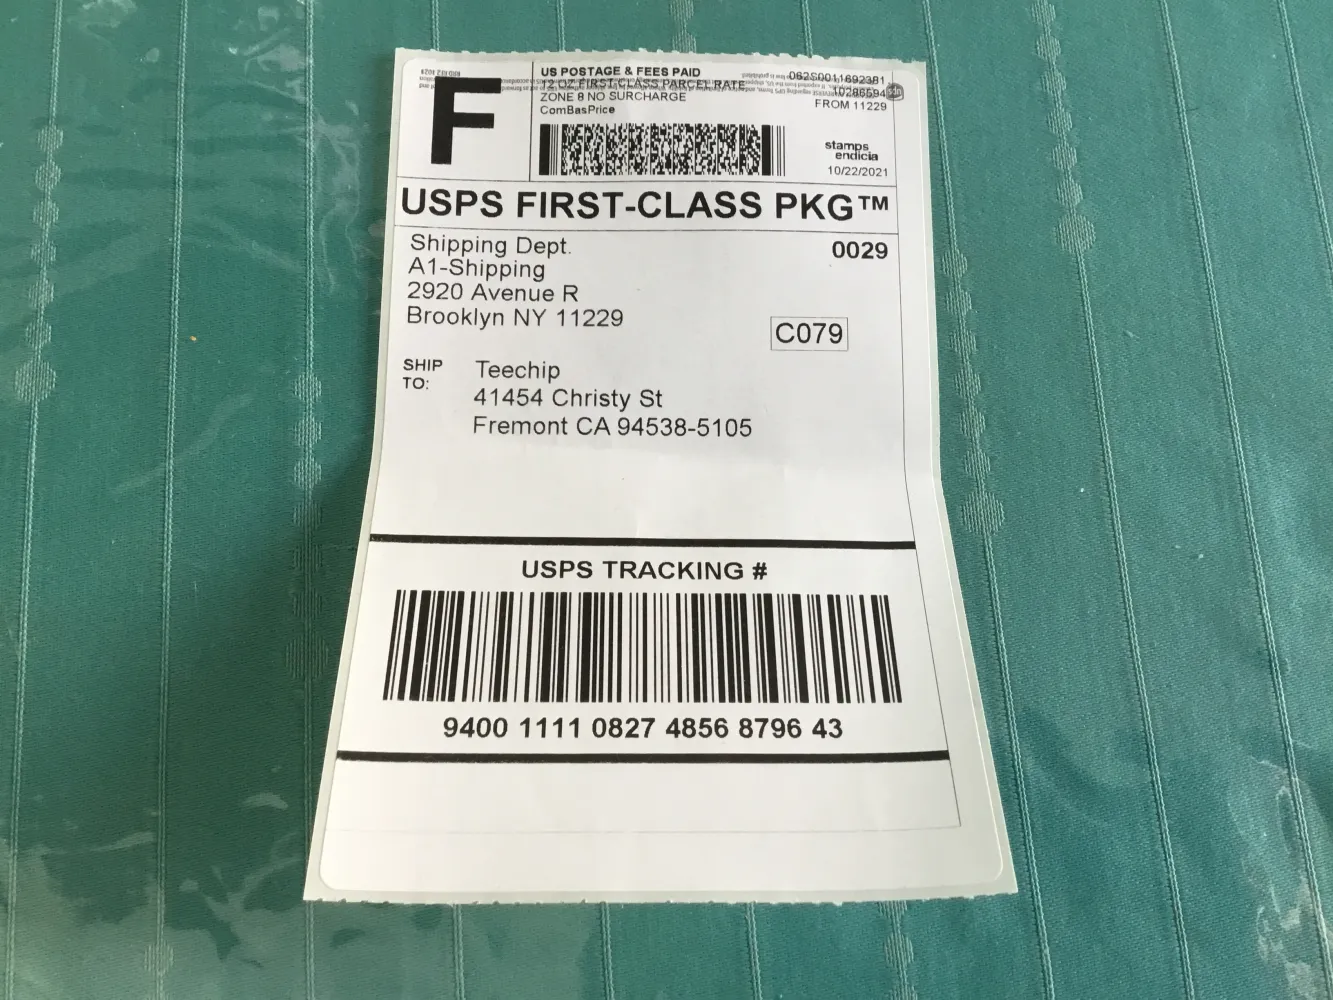 F
US POSTAGE & FEES PAID
12 OZ FIRST-CLASS PARCEL RATE
ZONE 8 NO SURCHARGE
ComBasPrice
062S0011692381
10286594
FROM 11229
stamps
endicia
10/22/2021
USPS FIRST-CLASS PKG™
Shipping Dept.
A1-Shipping
2920 Avenue R
Brooklyn NY 11229
0029
C079
SHIP
TO:
Teechip
41454 Christy St
Fremont CA 94538-5105
USPS TRACKING #
9400 1111 0827 4856 8796 43